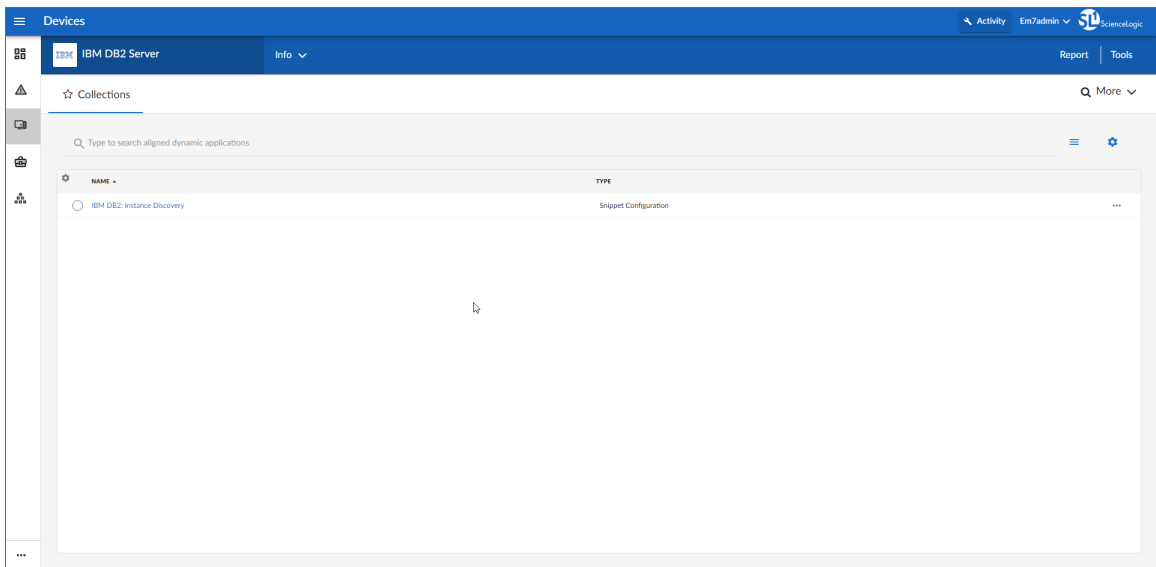 Devices
Activity Em7admin SL1 ScienceLogic
IBM IBM DB2 Server Info Report Tools
Collections More
Type to search aligned dynamic applications
NAME TYPE
IBM DB2: Instance Discovery Snippet Configuration